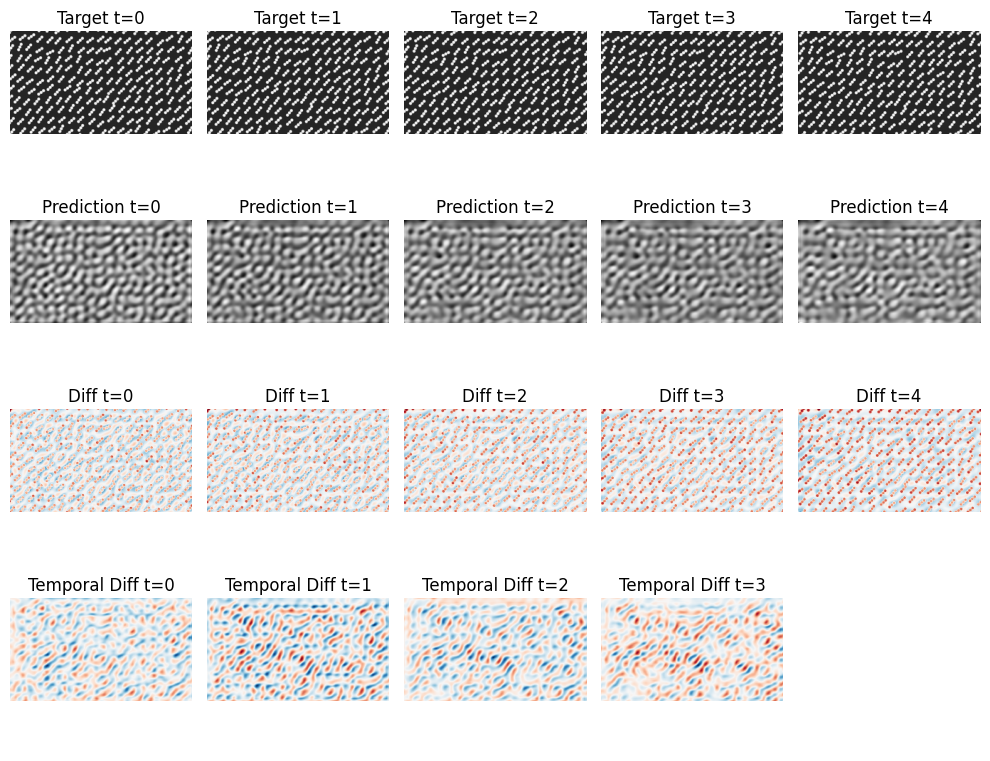 Target t=0
Target t=1
Target t=2
Target t=3
Target t=4
Prediction t=0
Prediction t=1
Prediction t=2
Prediction t=3
Prediction t=4
Diff t=0
Diff t=1
Diff t=2
Diff t=3
Diff t=4
Temporal Diff t=0
Temporal Diff t=1
Temporal Diff t=2
Temporal Diff t=3